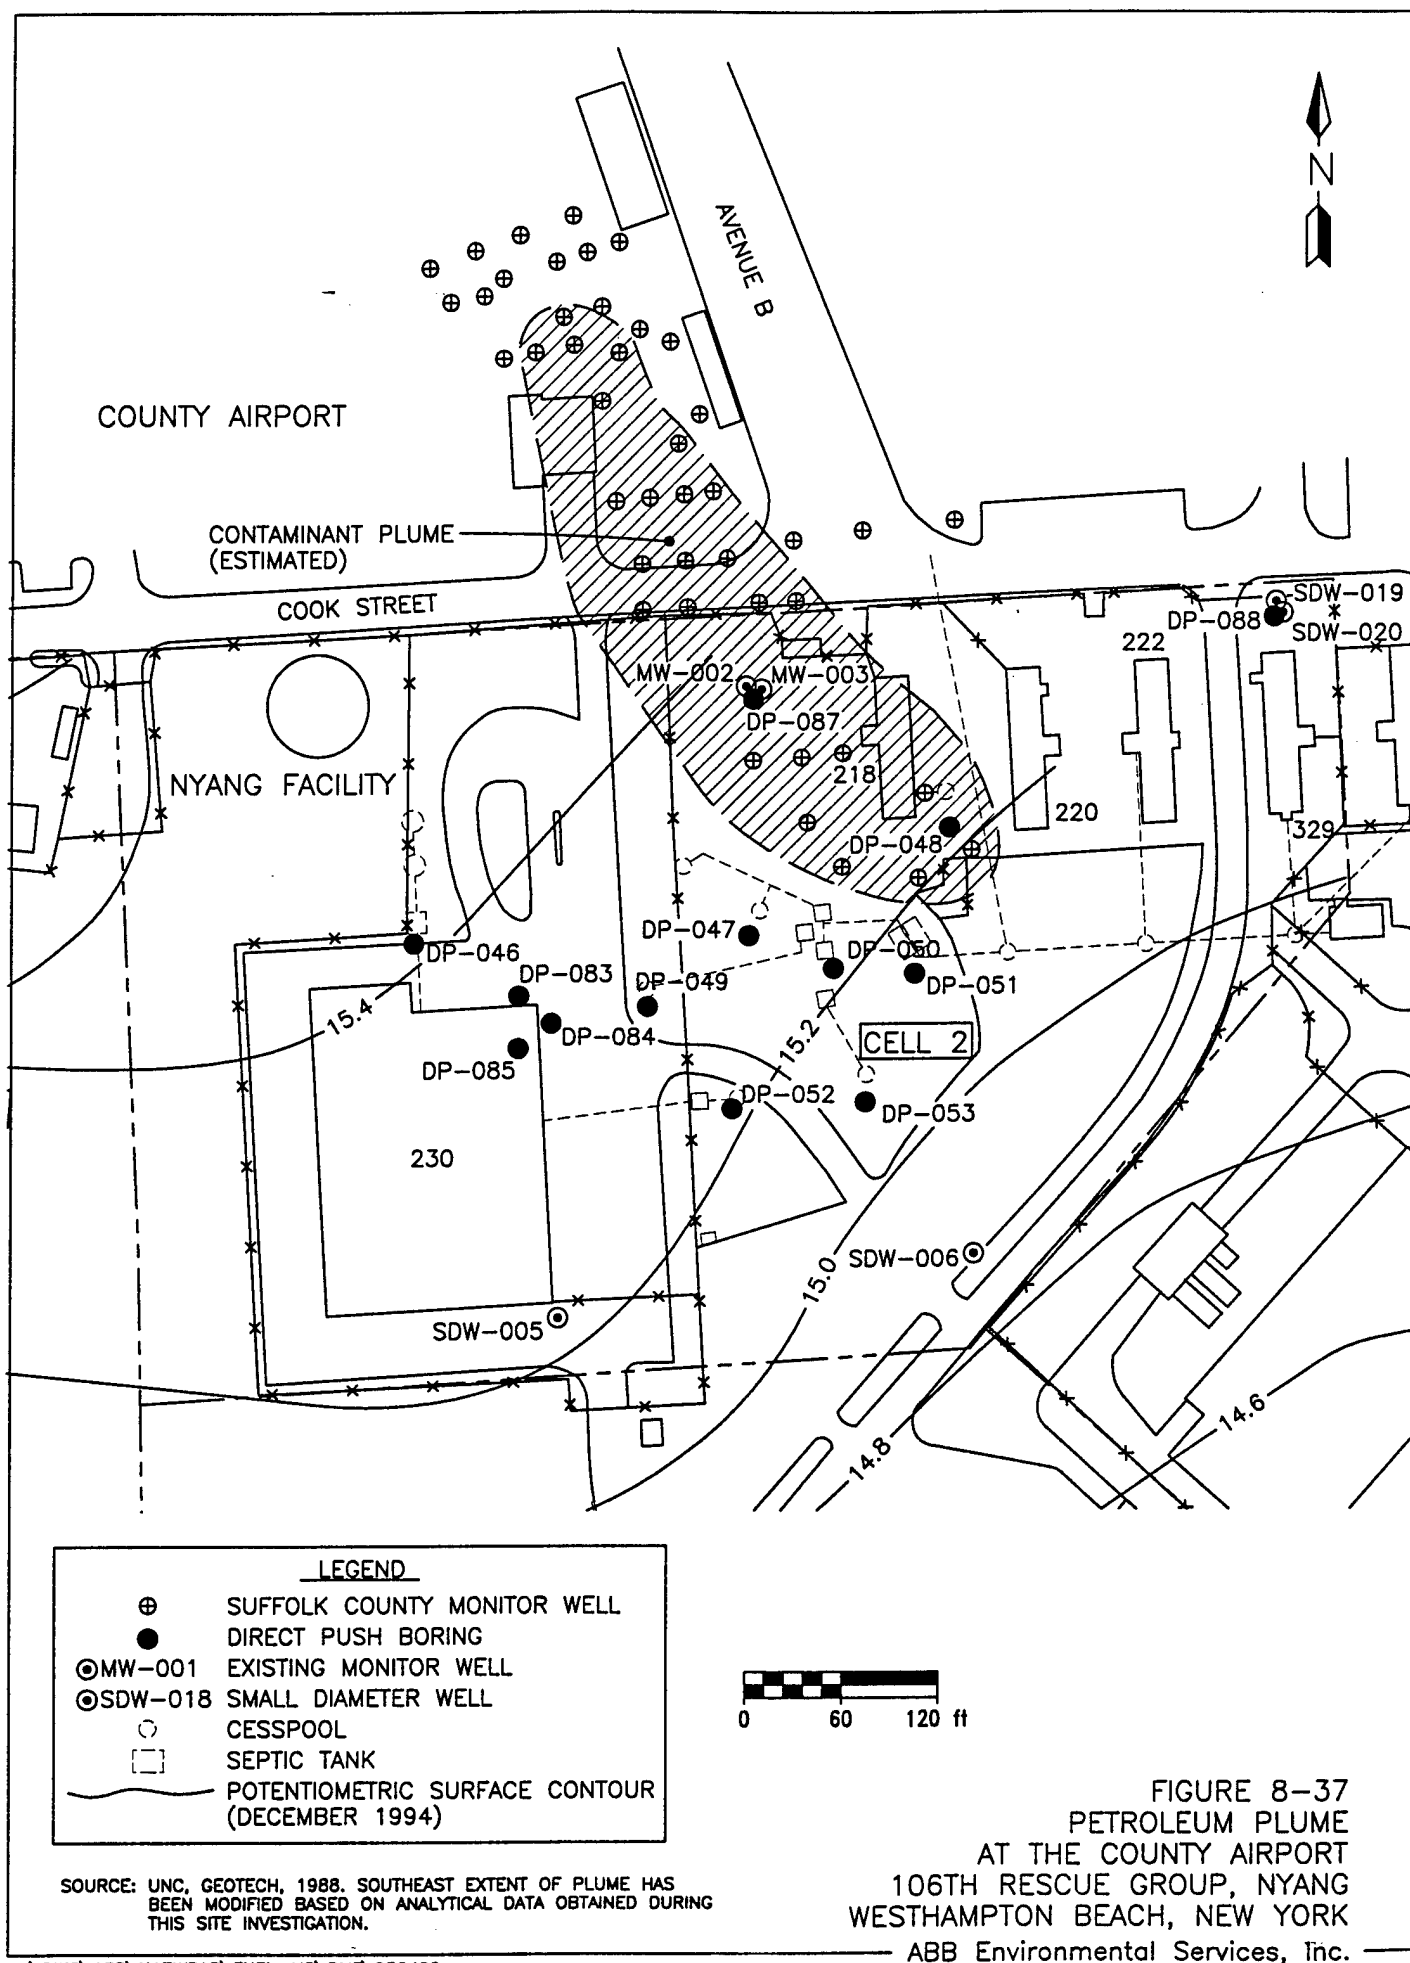 N
AVENUE B
COUNTY AIRPORT
CONTAMINANT PLUME
(ESTIMATED)
COOK STREET
SDW-019
DP-088
SDW-020
222
MW-002
MW-003
DP-087
NYANG FACILITY
218
220
DP-048
329
DP-047
DP-046
DP-050
DP-083
DP-049
DP-051
15.4
DP-084
15.2
CELL 2
DP-085
DP-052
DP-053
230
SDW-006
15.0
SDW-005
14.6
14.8
LEGEND
SUFFOLK COUNTY MONITOR WELL
DIRECT PUSH BORING
MW-001 EXISTING MONITOR WELL
SDW-018 SMALL DIAMETER WELL
CESSPOOL
SEPTIC TANK
POTENTIOMETRIC SURFACE CONTOUR
(DECEMBER 1994)
0 60 120 ft
FIGURE 8-37
PETROLEUM PLUME
AT THE COUNTY AIRPORT
106TH RESCUE GROUP, NYANG
WESTHAMPTON BEACH, NEW YORK
SOURCE: UNC, GEOTECH, 1988. SOUTHEAST EXTENT OF PLUME HAS
BEEN MODIFIED BASED ON ANALYTICAL DATA OBTAINED DURING
THIS SITE INVESTIGATION.
ABB Environmental Services, Inc.